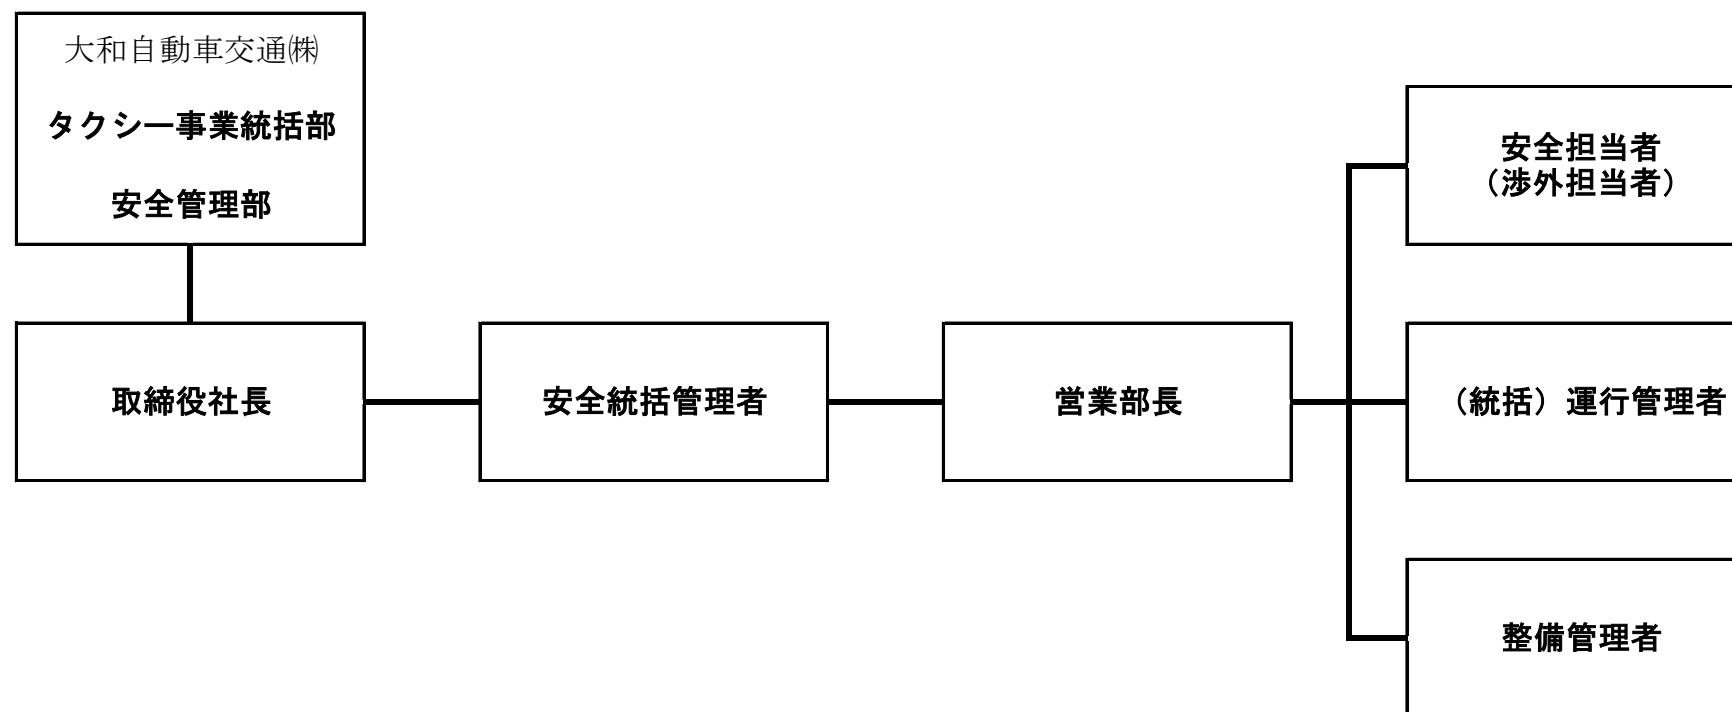 大和自動車交通㈱
タクシー事業統括部
安全管理部
安全担当者
（渉外担当者）
取締役社長
安全統括管理者
営業部長
（統括）運行管理者
整備管理者